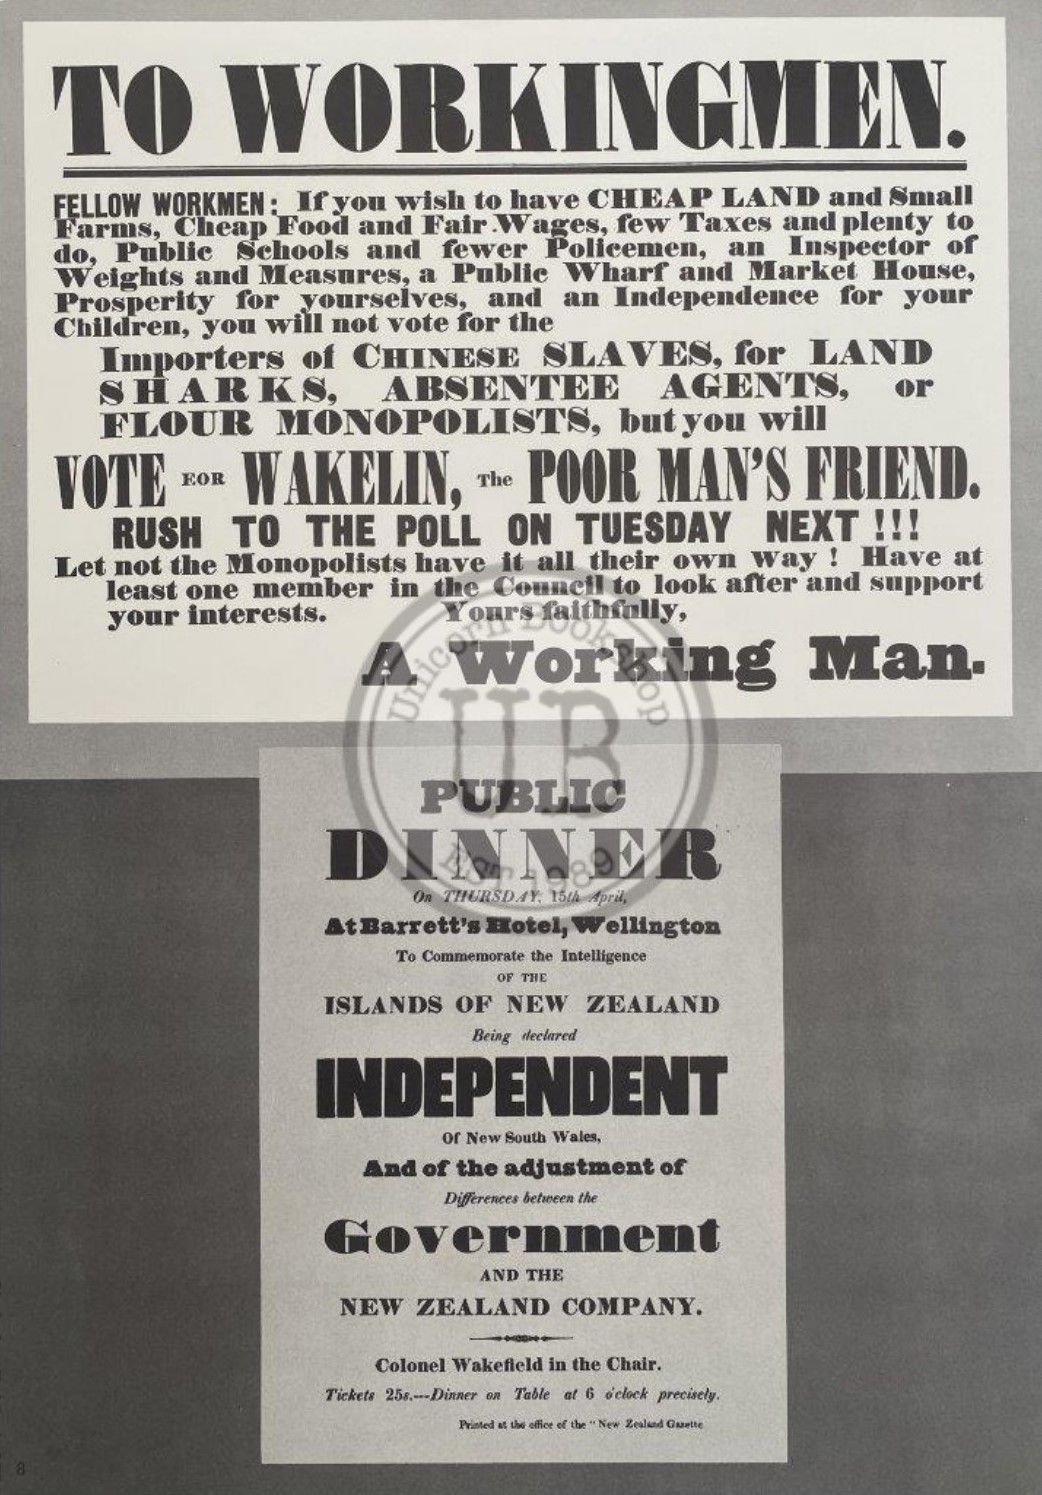 TO WORKINGMEN.
FELLOW WORKMEN: If you wish to have CHEAP LAND and Small
Farms, Cheap Food and Fair Wages, few Taxes and plenty to
do, Public Schools and fewer Policemen, an Inspector of
Weights and Measures, a Public Wharf and Market House,
Prosperity for yourselves, and an Independence for your
Children, you will not vote for the
Importers of CHINESE SLAVES, for LAND
SHARKS, ABSENTEE AGENTS, or
FLOUR MONOPOLISTS, but you will
VOTE FOR WAKELIN, The POOR MAN'S FRIEND.
RUSH TO THE POLL ON TUESDAY NEXT !!!
Let not the Monopolists have it all their own way ! Have at
least one member in the Council to look after and support
your interests. Yours faithfully,
A Working Man.
Unicorn Bookshop
UB
EST 1989
PUBLIC
DINNER
On THURSDAY, 15th April,
At Barrett's Hotel, Wellington
To Commemorate the Intelligence
OF THE
ISLANDS OF NEW ZEALAND
Being declared
INDEPENDENT
Of New South Wales,
And of the adjustment of
Differences between the
Government
AND THE
NEW ZEALAND COMPANY.
Colonel Wakefield in the Chair.
Tickets 25s.---Dinner on Table at 6 o'clock precisely.
Printed at the office of the "New Zealand Gazette
8